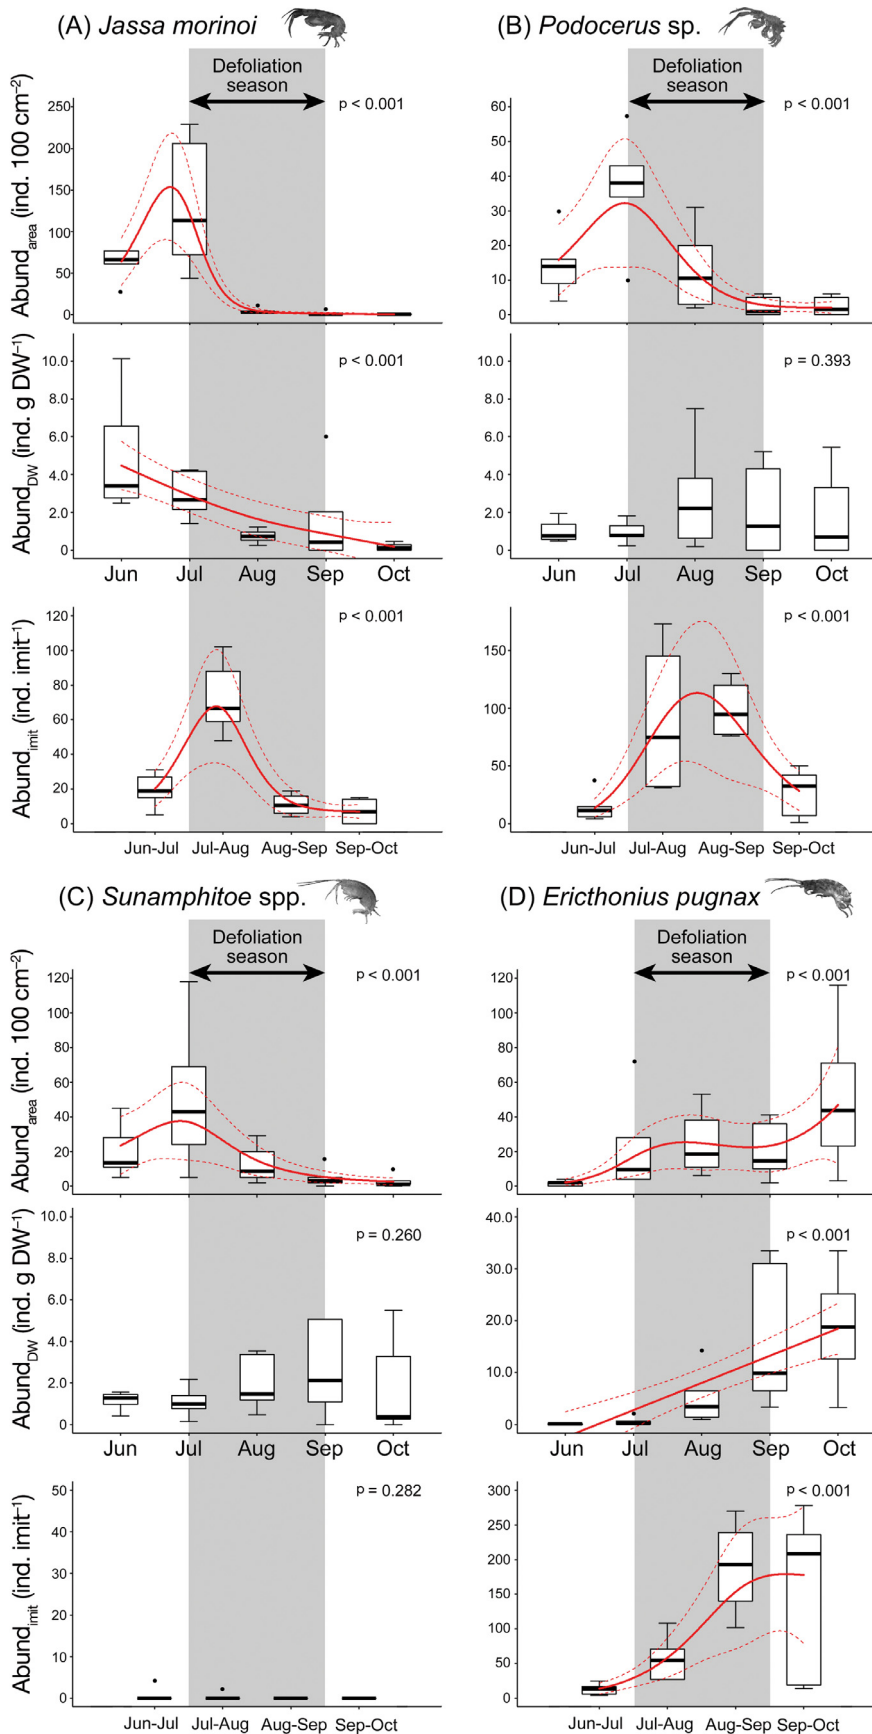 (A) Jassa morinoi
(B) Podocerus sp.
Defoliation
season
p < 0.001
Abund_area (ind. 100 cm⁻²)
250
200
150
100
50
0
Defoliation
season
p < 0.001
60
50
40
30
20
10
0
p < 0.001
Abund_DW (ind. g DW⁻¹)
10.0
8.0
6.0
4.0
2.0
0
Jun Jul Aug Sep Oct
p = 0.393
10.0
8.0
6.0
4.0
2.0
0
Jun Jul Aug Sep Oct
p < 0.001
Abund_imit (ind. imit⁻¹)
120
100
80
60
40
20
0
Jun-Jul Jul-Aug Aug-Sep Sep-Oct
p < 0.001
150
100
50
0
Jun-Jul Jul-Aug Aug-Sep Sep-Oct
(C) Sunamphitoe spp.
(D) Ericthonius pugnax
Defoliation
season
p < 0.001
Abund_area (ind. 100 cm⁻²)
120
100
80
60
40
20
0
Defoliation
season
p < 0.001
120
100
80
60
40
20
0
p = 0.260
Abund_DW (ind. g DW⁻¹)
10.0
8.0
6.0
4.0
2.0
0
Jun Jul Aug Sep Oct
p < 0.001
40.0
30.0
20.0
10.0
0
Jun Jul Aug Sep Oct
p = 0.282
Abund_imit (ind. imit⁻¹)
50
40
30
20
10
0
Jun-Jul Jul-Aug Aug-Sep Sep-Oct
p < 0.001
300
250
200
150
100
50
0
Jun-Jul Jul-Aug Aug-Sep Sep-Oct